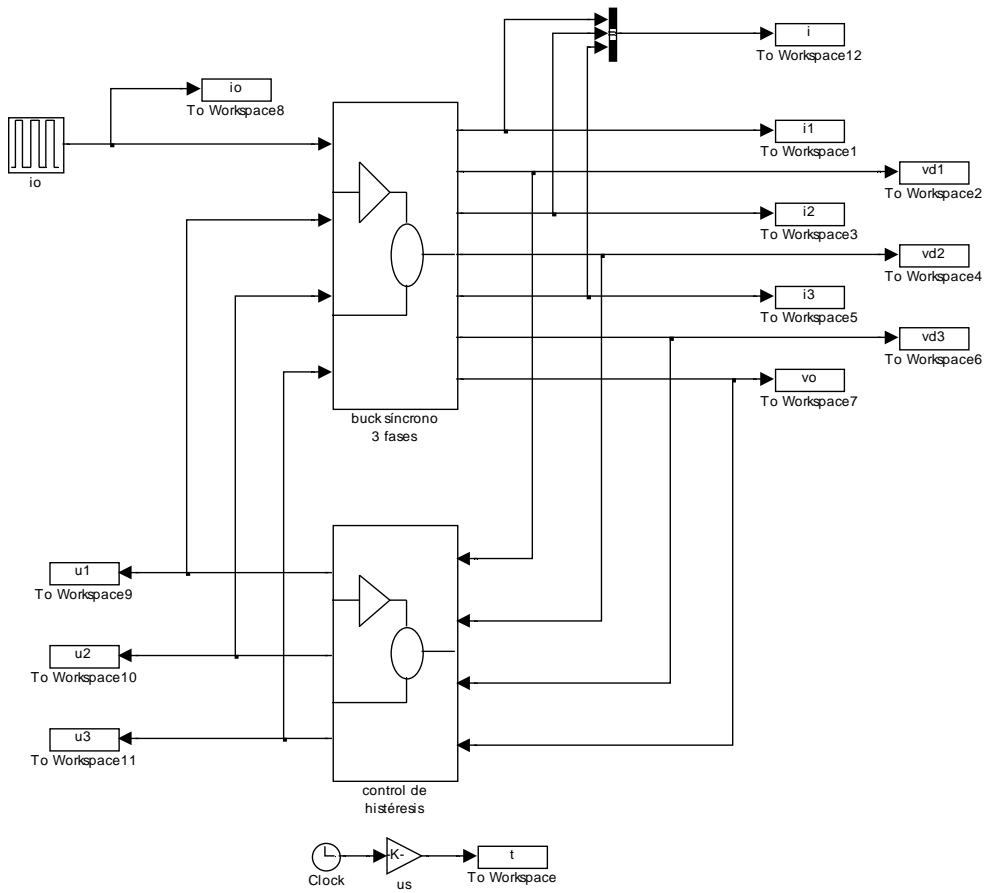 i
To Workspace12
io
To Workspace8
io
i1
To Workspace1
vd1
To Workspace2
i2
To Workspace3
vd2
To Workspace4
i3
To Workspace5
vd3
To Workspace6
vo
To Workspace7
buck síncrono
3 fases
u1
To Workspace9
u2
To Workspace10
u3
To Workspace11
control de
histéresis
Clock
-K-
us
t
To Workspace